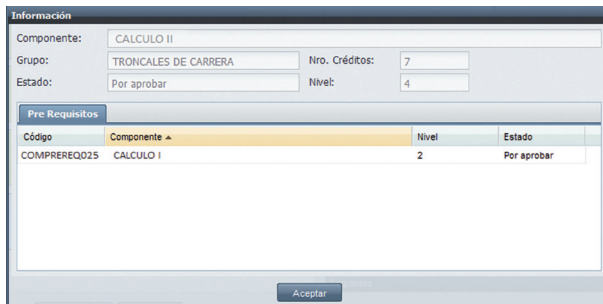 Información
Componente: CALCULO II
Grupo: TRONCALES DE CARRERA Nro. Créditos: 7
Estado: Por aprobar Nivel: 4
Pre Requisitos
Código Componente Nivel Estado
COMPREREQ025 CALCULO I 2 Por aprobar
Aceptar